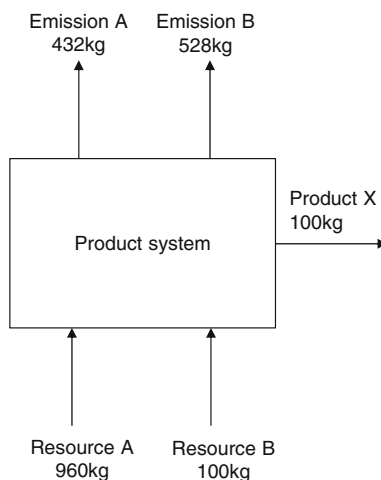 Emission A
432kg
Emission B
528kg
Product X
100kg
Product system
Resource A
960kg
Resource B
100kg